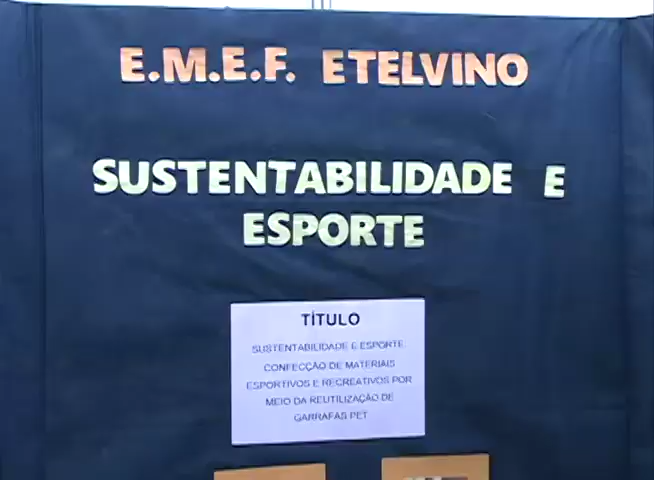 E.M.E.F. ETELVINO
SUSTENTABILIDADE E
ESPORTE
TÍTULO
SUSTENTABILIDADE E ESPORTE
CONFECÇÃO DE MATERIAIS
ESPORTIVOS E RECREATIVOS POR
MEIO DA REUTILIZAÇÃO DE
GARRAFAS PET